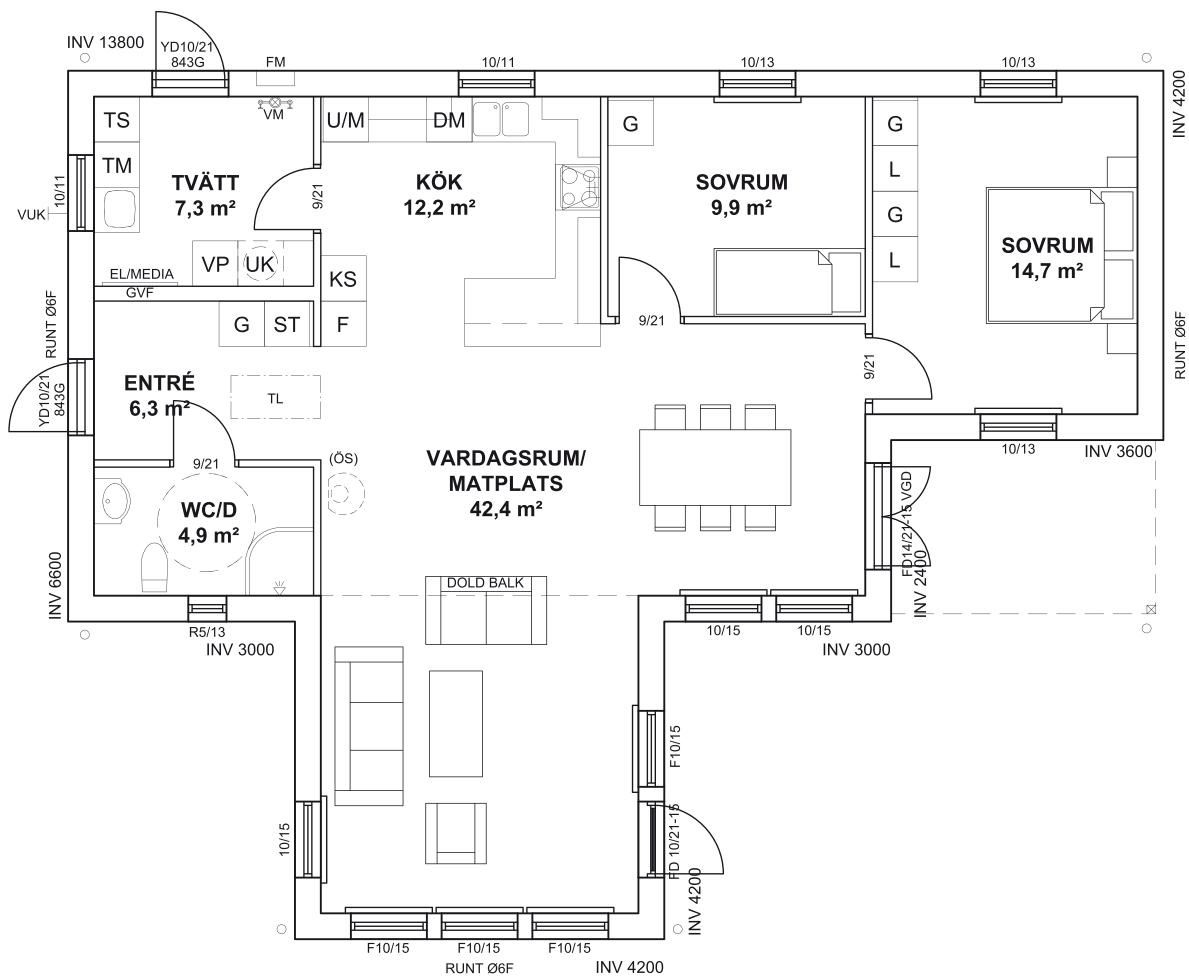 INV 13800
YD10/21
843G
FM
10/11
10/13
10/13
INV 4200
TS
VM
U/M
DM
G
G
TM
L
10/11
TVÄTT
7,3 m²
9/21
KÖK
12,2 m²
SOVRUM
9,9 m²
G
VUK
SOVRUM
14,7 m²
VP
UK
L
EL/MEDIA
GVF
KS
RUNT Ø6F
G
ST
F
9/21
RUNT Ø6F
9/21
ENTRÉ
6,3 m²
TL
YD10/21
843G
9/21
(ÖS)
VARDAGSRUM/
MATPLATS
42,4 m²
10/13
INV 3600
WC/D
4,9 m²
FD14/21-15 VGD
INV 6600
DOLD BALK
INV 2400
R5/13
INV 3000
10/15
10/15
INV 3000
F10/15
10/15
FD 10/21-15
INV 4200
F10/15
F10/15
F10/15
RUNT Ø6F
INV 4200